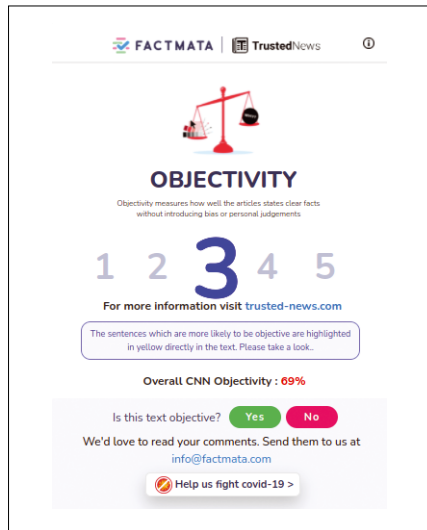 FACTMATA | TrustedNews
OBJECTIVITY
Objectivity measures how well the articles states clear facts
without introducing bias or personal judgements
1 2 3 4 5
For more information visit trusted-news.com
The sentences which are more likely to be objective are highlighted
in yellow directly in the text. Please take a look..
Overall CNN Objectivity : 69%
Is this text objective? Yes No
We'd love to read your comments. Send them to us at
info@factmata.com
Help us fight covid-19 >